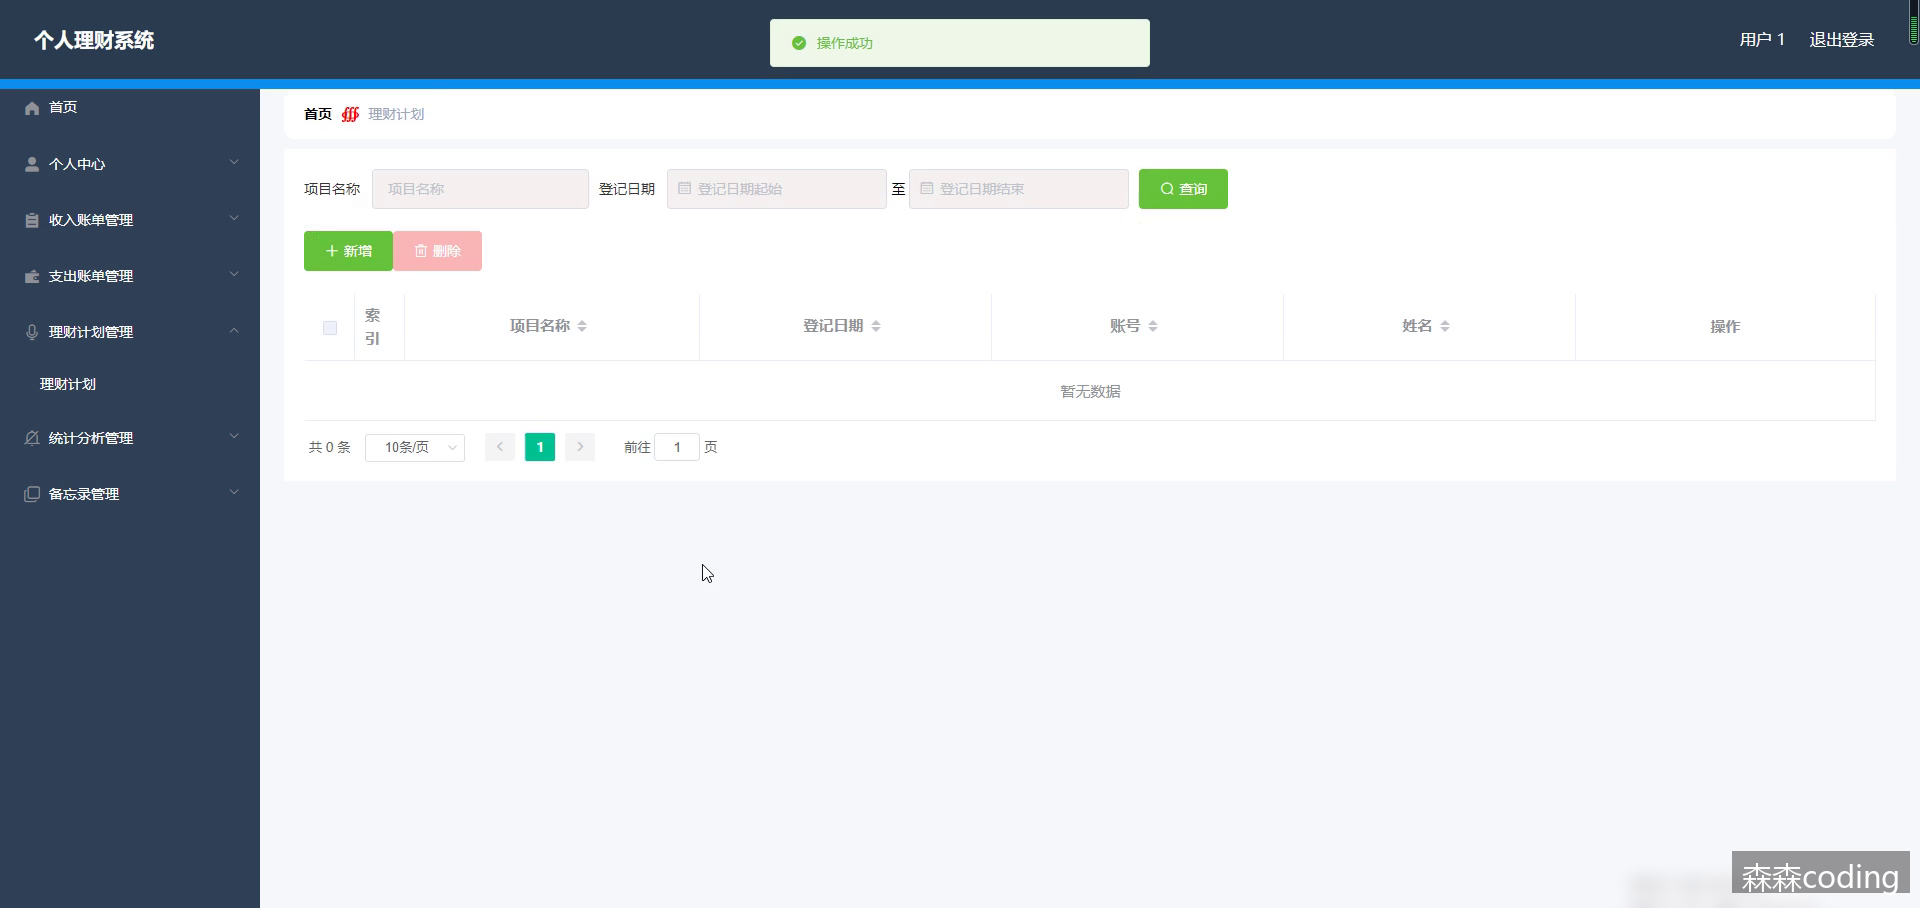 个人理财系统
操作成功
用户 1 退出登录
首页
个人中心
收入账单管理
支出账单管理
理财计划管理
理财计划
统计分析管理
备忘录管理
首页 理财计划
项目名称 项目名称 登记日期 登记日期起始 至 登记日期结束 查询
新增 删除
索引 项目名称 登记日期 账号 姓名 操作
暂无数据
共 0 条 10条/页 1 前往 1 页
森森coding